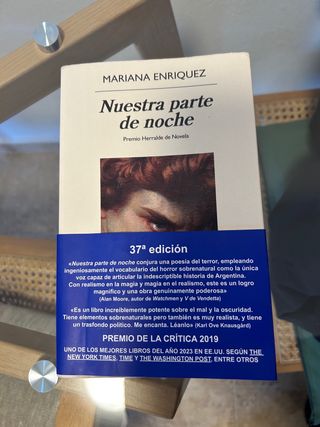 MARIANA ENRIQUEZ
Nuestra parte
de noche
Premio Herralde de Novela
37ª edición
«Nuestra parte de noche conjura una poesía del terror, empleando
ingeniosamente el vocabulario del horror sobrenatural como la única
voz capaz de articular la indescriptible historia de Argentina.
Con realismo en la magia y magia en el realismo, este es un logro
magnífico y una obra genuinamente poderosa»
(Alan Moore, autor de Watchmen y V de Vendetta)
«Es un libro increíblemente potente sobre el mal y la oscuridad.
Tiene elementos sobrenaturales pero también es muy realista, y tiene
un trasfondo político. Me encanta. Léanlo» (Karl Ove Knausgård)
PREMIO DE LA CRÍTICA 2019
UNO DE LOS MEJORES LIBROS DEL AÑO 2023 EN EE.UU. SEGÚN THE
NEW YORK TIMES, TIME Y THE WASHINGTON POST, ENTRE OTROS